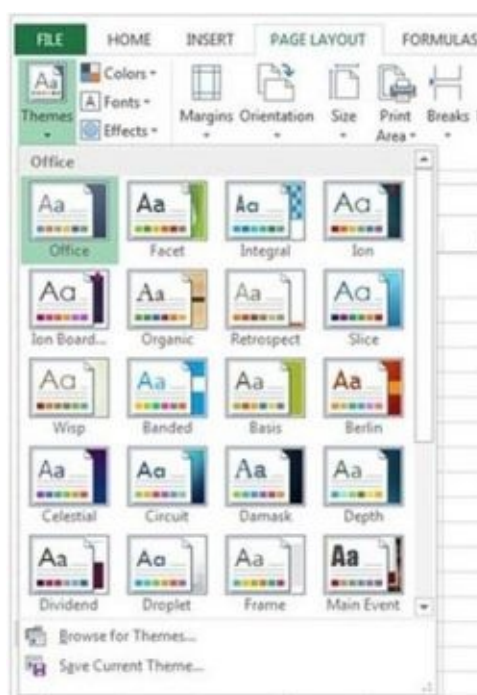 FILE HOME INSERT PAGE LAYOUT FORMULAS
Aa Colors
Fonts
Effects
Themes
Margins Orientation Size Print Breaks
Area
Office
Aa Aa Aa Aa
Office Facet Integral Ion
Aa Aa Aa Aa
Ion Board... Organic Retrospect Slice
Aa Aa Aa Aa
Wisp Banded Basis Berlin
Aa Aa Aa Aa
Celestial Circuit Damask Depth
Aa Aa Aa Aa
Dividend Droplet Frame Main Event
Browse for Themes...
Save Current Theme...